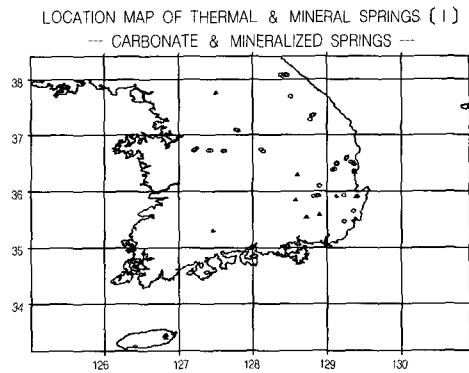 LOCATION MAP OF THERMAL & MINERAL SPRINGS (I)
--- CARBONATE & MINERALIZED SPRINGS ---
38
37
36
35
34
126 127 128 129 130